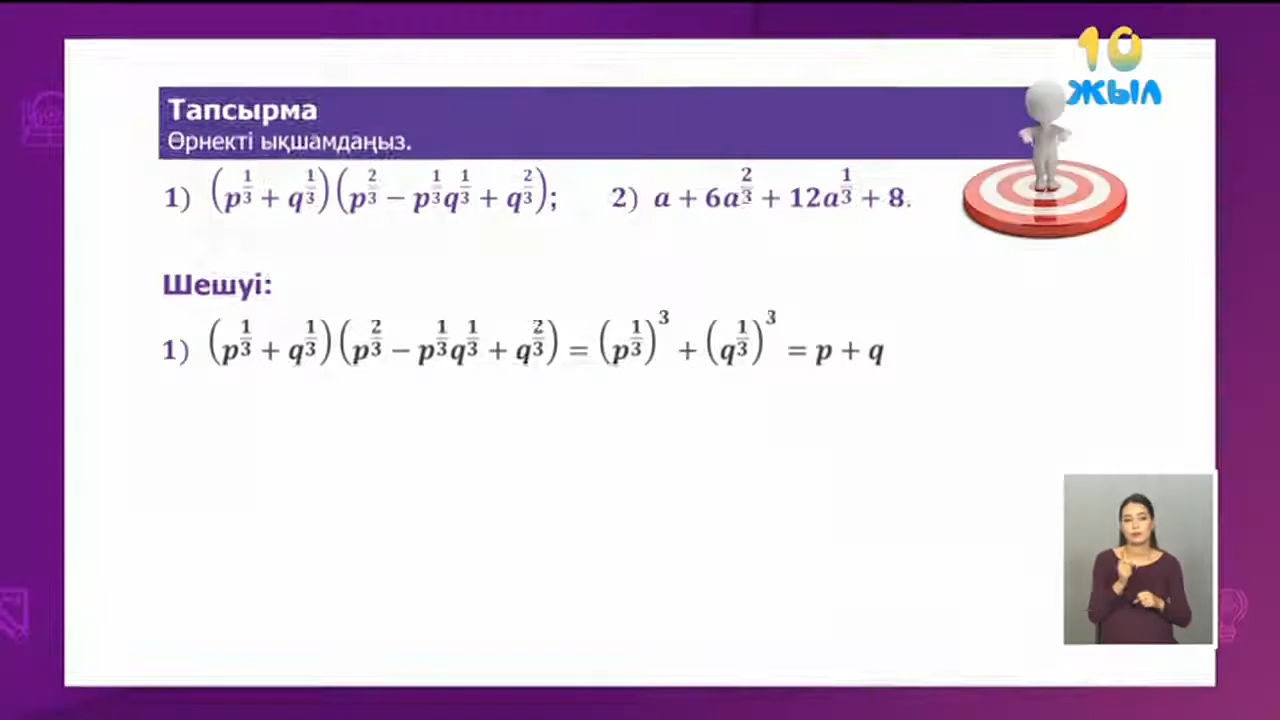 10
ЖЫЛ
Тапсырма
Өрнекті ықшамдаңыз.
1) (p^{1/3} + q^{1/3})(p^{2/3} − p^{1/3}q^{1/3} + q^{2/3}); 2) a + 6a^{2/3} + 12a^{1/3} + 8.
Шешуі:
1) (p^{1/3} + q^{1/3})(p^{2/3} − p^{1/3}q^{1/3} + q^{2/3}) = (p^{1/3})^3 + (q^{1/3})^3 = p + q